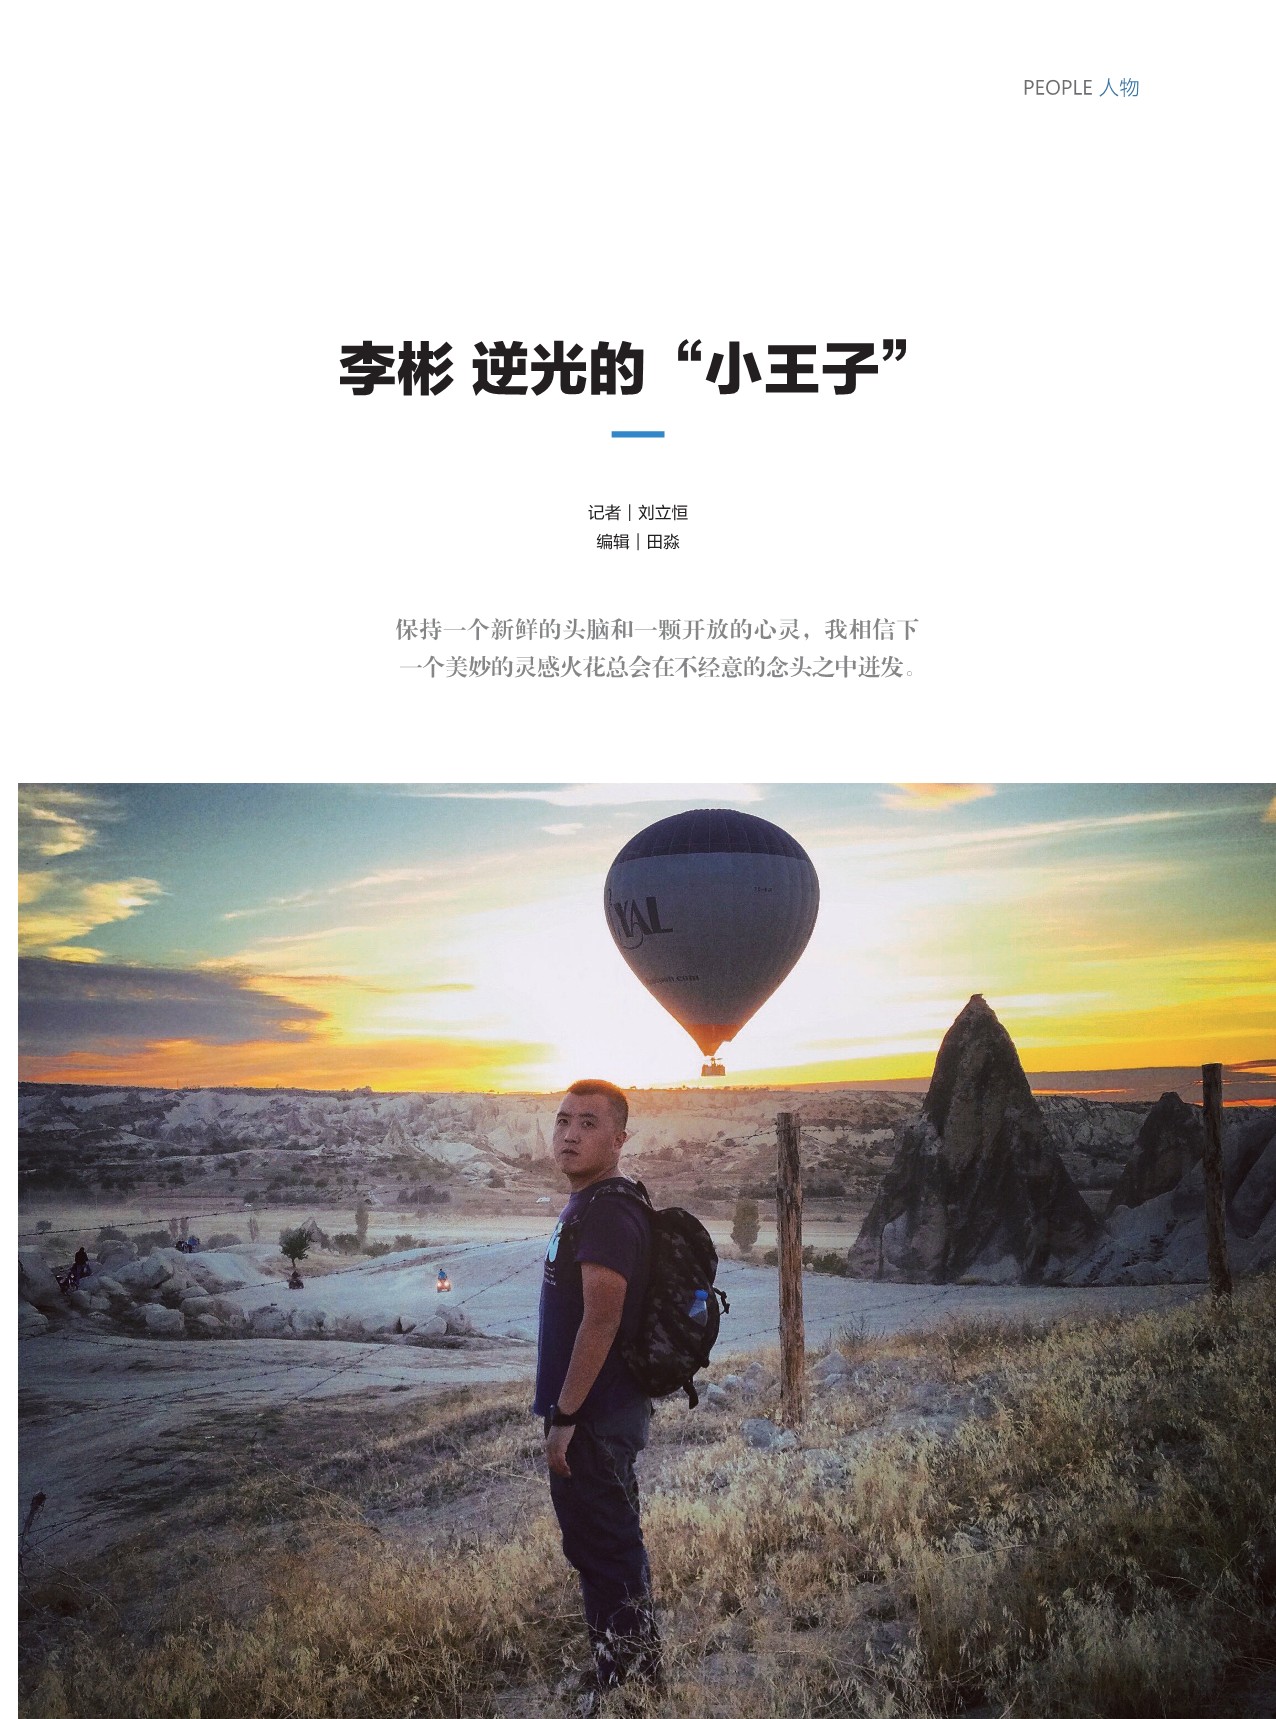 PEOPLE 人物
李彬 逆光的“小王子”
记者｜刘立恒
编辑｜田淼
保持一个新鲜的头脑和一颗开放的心灵，我相信下
一个美妙的灵感火花总会在不经意的念头之中迸发。
YAL